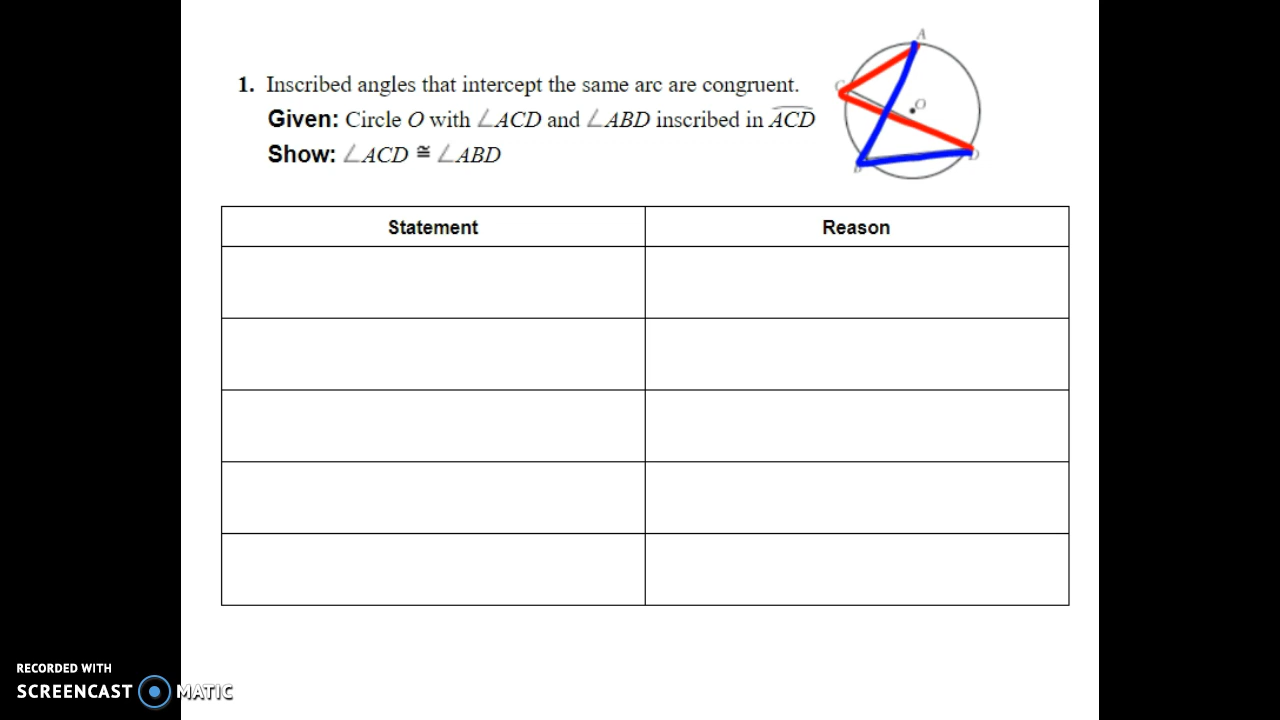 1. Inscribed angles that intercept the same arc are congruent.
Given: Circle O with ∠ACD and ∠ABD inscribed in ACD
Show: ∠ACD ≅ ∠ABD
A
C
O
D
B
Statement Reason
RECORDED WITH
SCREENCAST MATIC